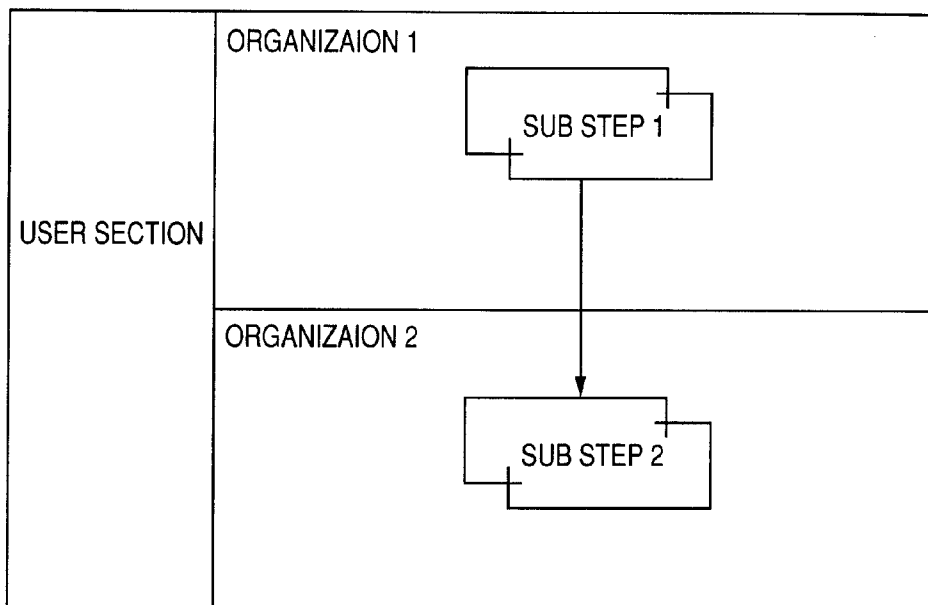 ORGANIZAION 1
SUB STEP 1
USER SECTION
ORGANIZAION 2
SUB STEP 2